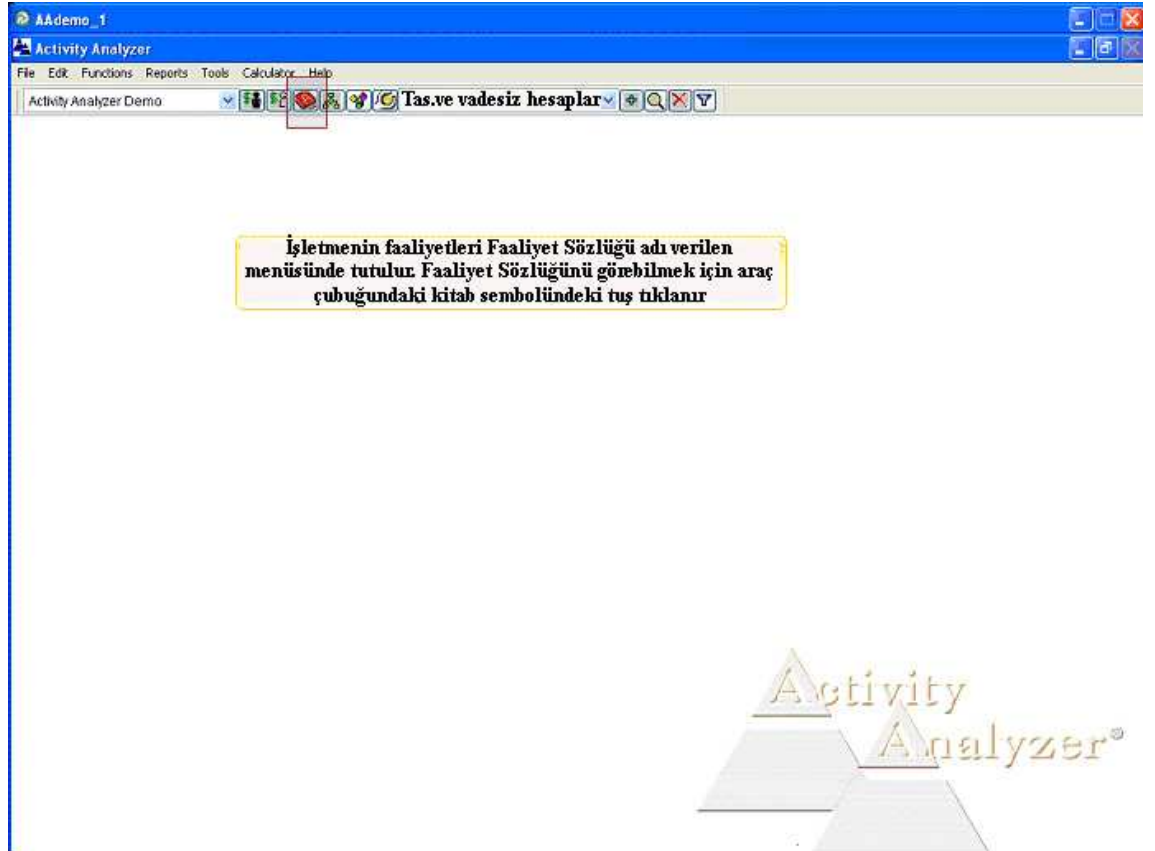 AAdemo_1
Activity Analyzer
File Edit Functions Reports Tools Calculator Help
Activity Analyzer Demo Tas.ve vadesiz hesaplar
İşletmenin faaliyetleri Faaliyet Sözlüğü adı verilen
menüsünde tutulur. Faaliyet Sözlüğünü görebilmek için araç
çubuğundaki kitab sembolündeki tuş tıklanır
Activity
Analyzer®